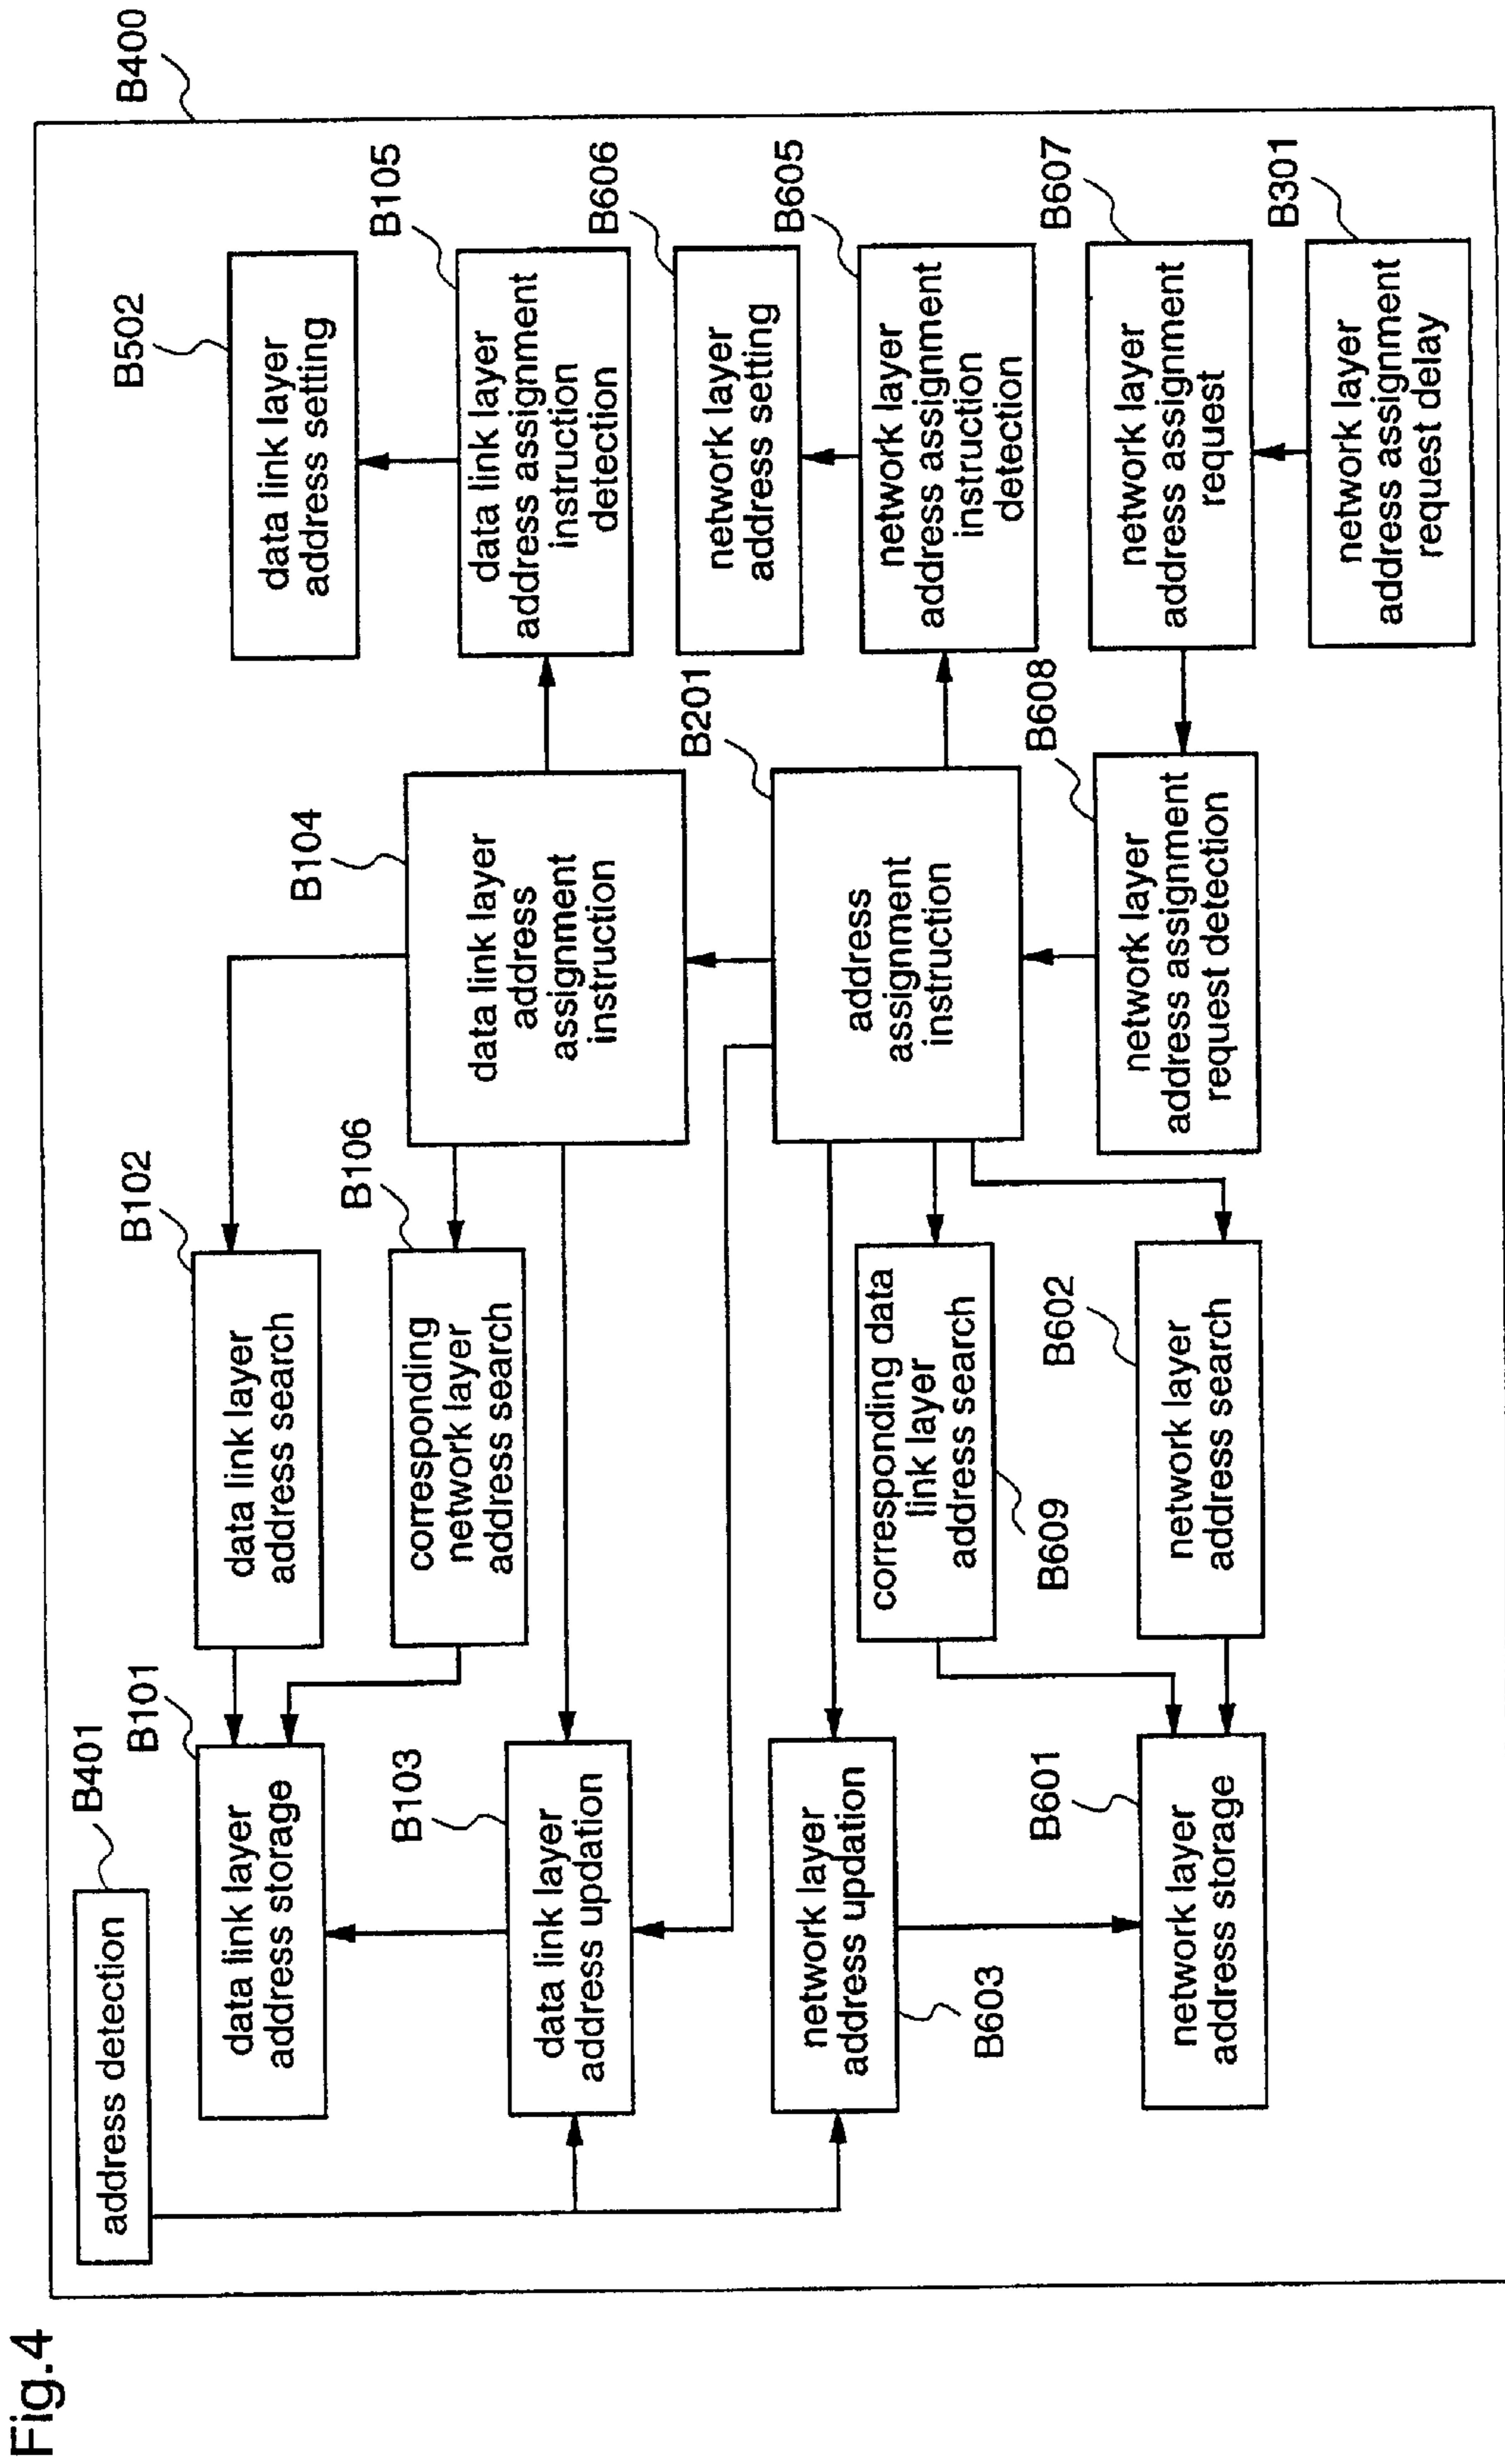 Fig.4
B400
address detection
B401
data link layer
address storage
B101
data link layer
address search
B102
data link layer
address setting
B502
corresponding
network layer
address search
B106
data link layer
address
assignment
instruction
B104
data link layer
address assignment
instruction
detection
B105
data link layer
address updation
B103
network layer
address setting
B606
network layer
address updation
B603
corresponding data
link layer
address search
B609
address
assignment
instruction
B201
network layer
address assignment
instruction
detection
B605
network layer
address storage
B601
network layer
address search
B602
network layer
address assignment
request detection
B608
network layer
address assignment
request
B607
network layer
address assignment
request delay
B301